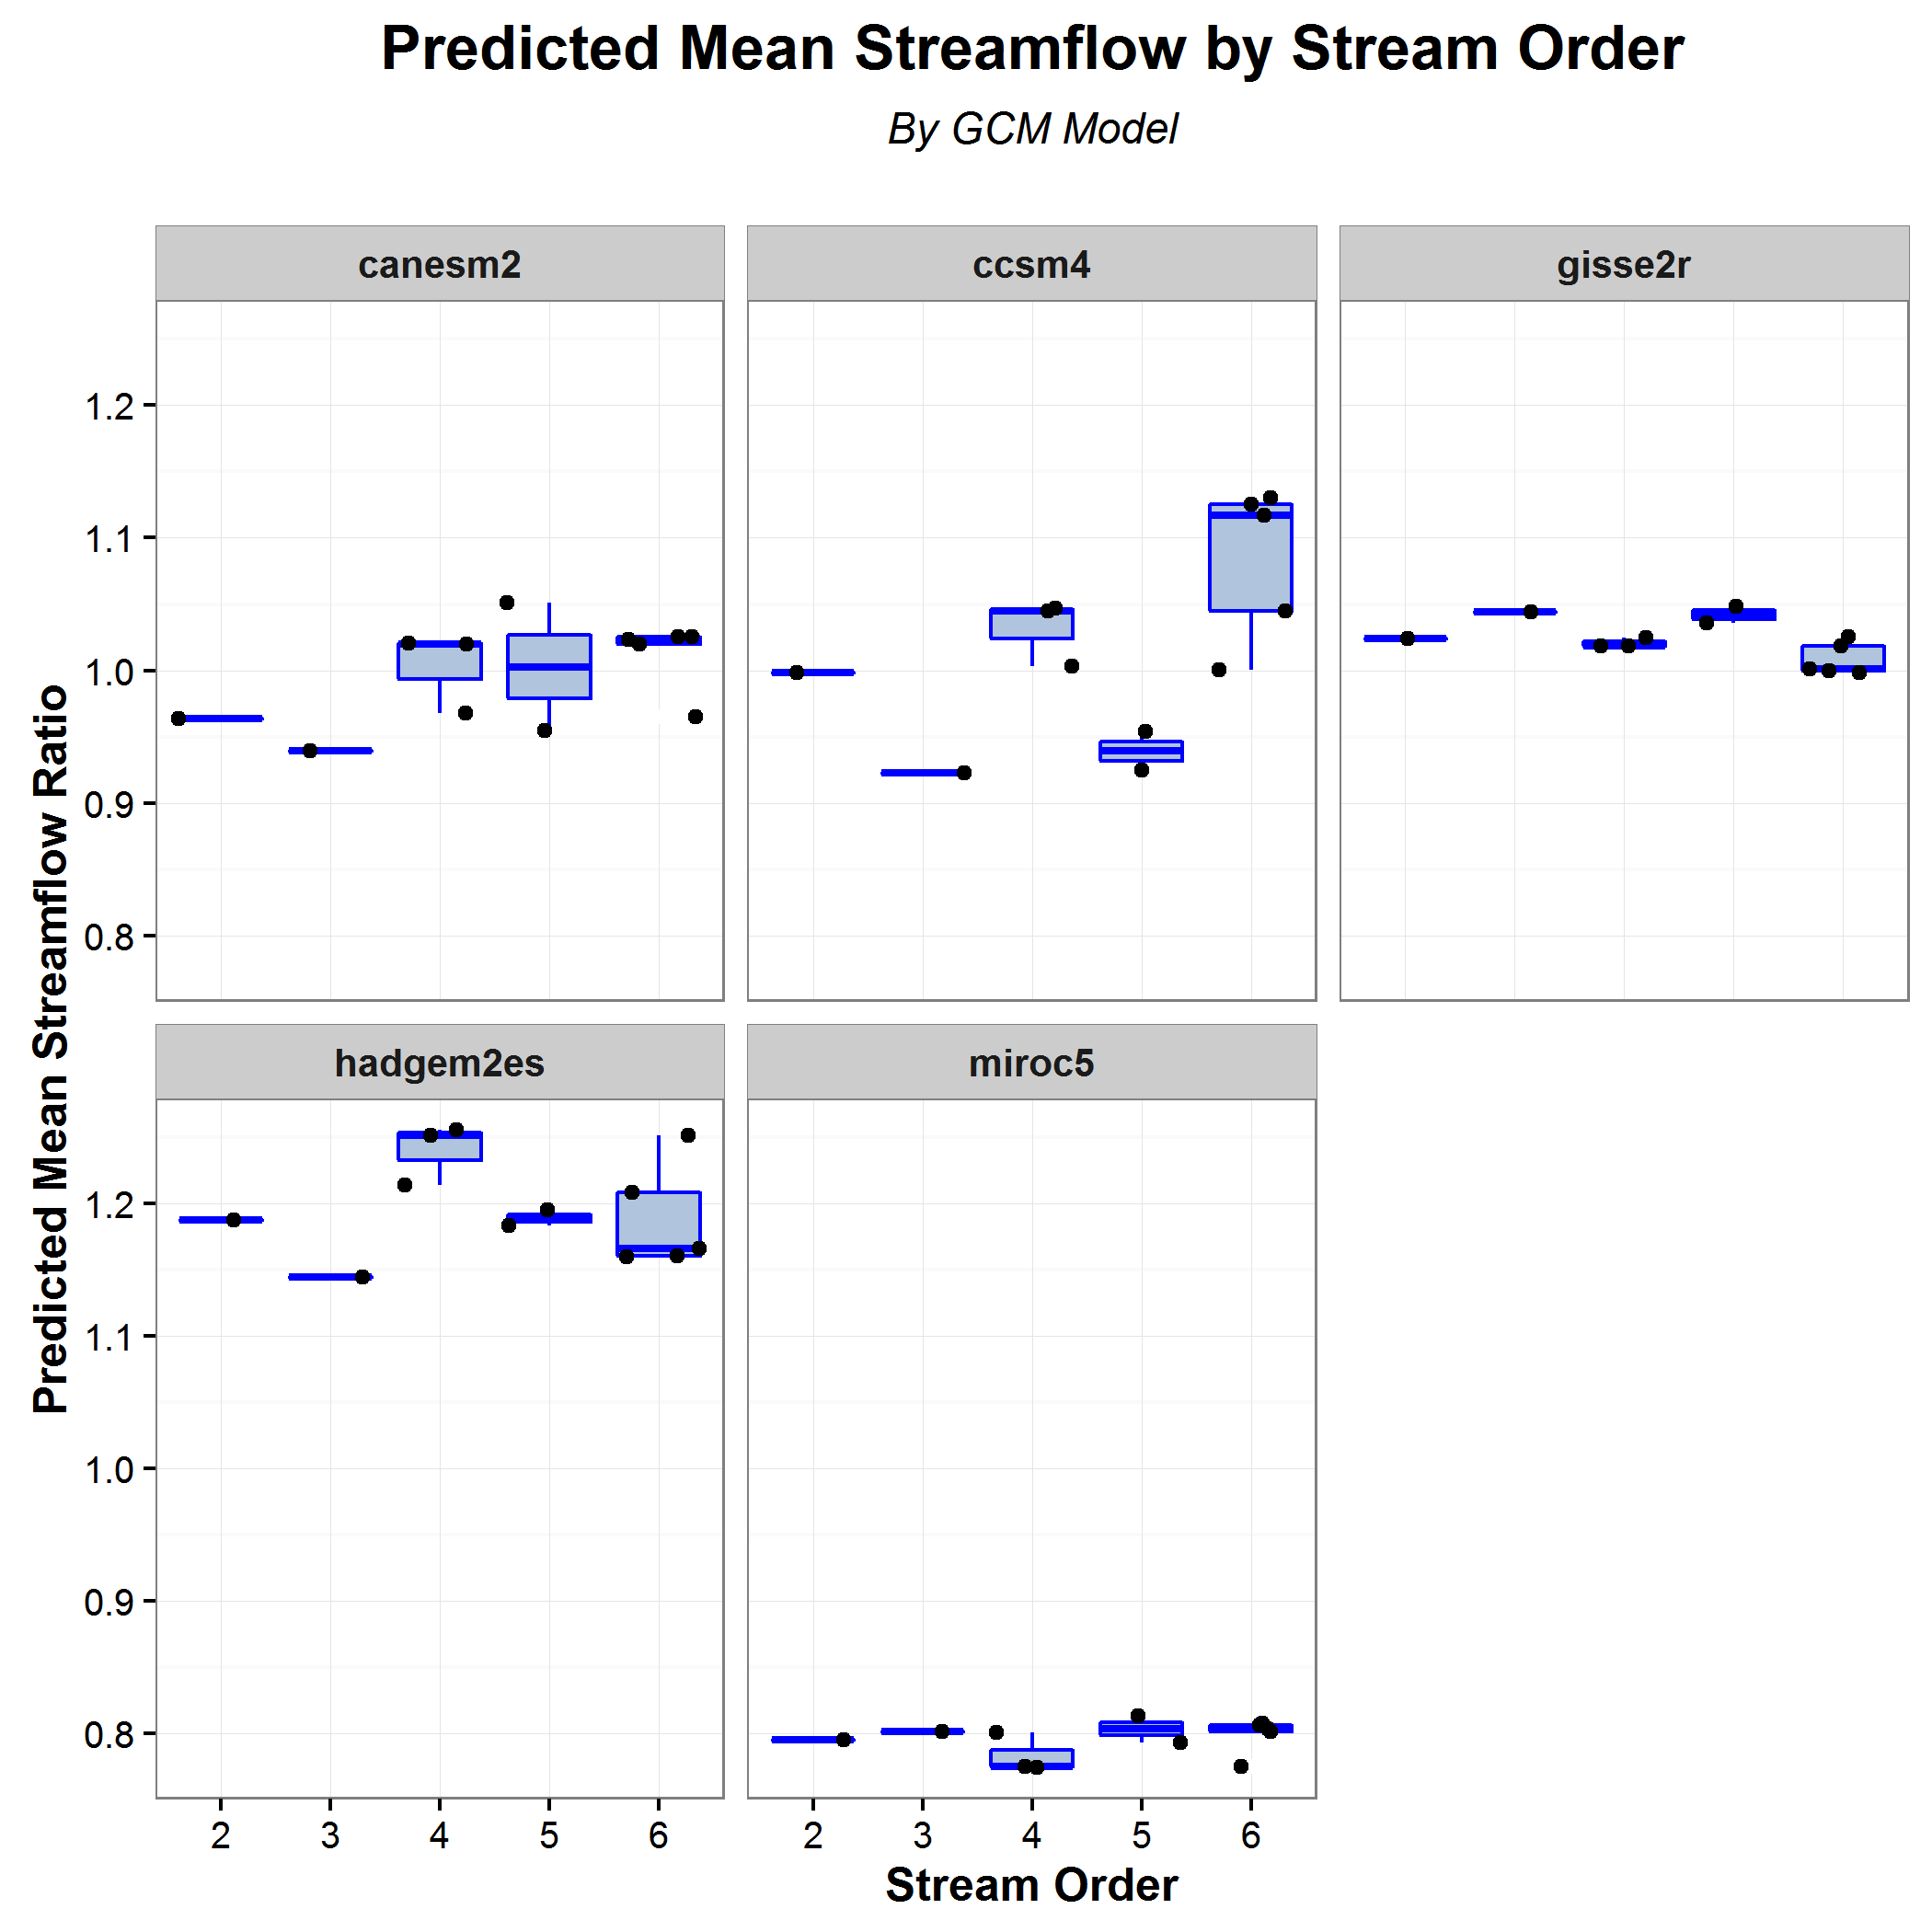 Predicted Mean Streamflow by Stream Order
By GCM Model
canesm2
ccsm4
gisse2r
1.2
1.1
1.0
0.9
0.8
Predicted Mean Streamflow Ratio
hadgem2es
miroc5
1.2
1.1
1.0
0.9
0.8
2 3 4 5 6
2 3 4 5 6
Stream Order